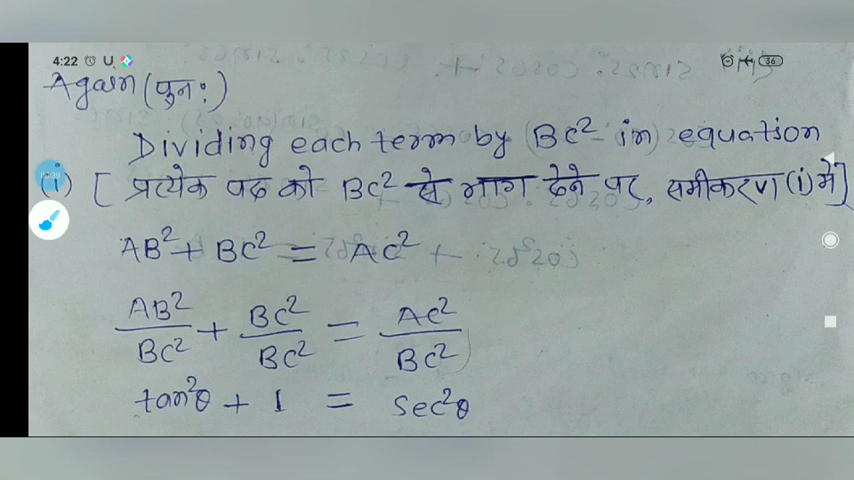 4:22 U 36
Again (पुनः)
Dividing each term by (BC² in) equation
(i) [ प्रत्येक पद को BC² से भाग देने पर, समीकरण (i) में ]
AB² + BC² = AC²
AB²/BC² + BC²/BC² = AC²/BC²
tan²θ + 1 = sec²θ